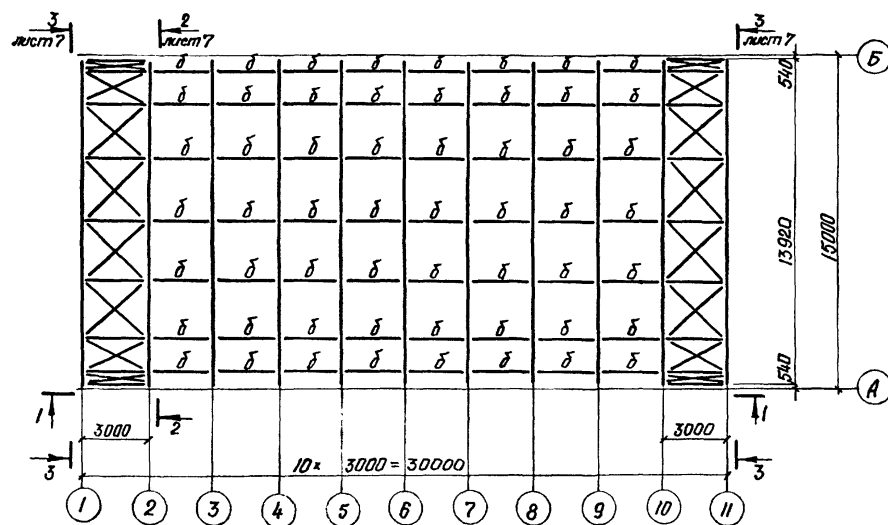 3 2 3
лист 7 лист 7 лист 7
Б
б б б б б б б б
540
б б б б б б б б
б б б б б б б б
б б б б б б б б
13920
15000
б б б б б б б б
б б б б б б б б
б б б б б б б б
540
А
1 2 1
3000 3000
3 10 х 3000 = 30000 3
1 2 3 4 5 6 7 8 9 10 11